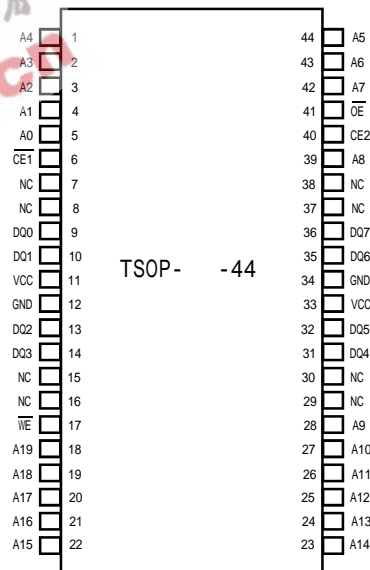 A4 1 44 A5
A3 2 43 A6
A2 3 42 A7
A1 4 41 O̅E̅
A0 5 40 CE2
C̅E̅1̅ 6 39 A8
NC 7 38 NC
NC 8 37 NC
DQ0 9 36 DQ7
DQ1 10 35 DQ6
VCC 11 34 GND
TSOP- -44
GND 12 33 VCC
DQ2 13 32 DQ5
DQ3 14 31 DQ4
NC 15 30 NC
NC 16 29 NC
W̅E̅ 17 28 A9
A19 18 27 A10
A18 19 26 A11
A17 20 25 A12
A16 21 24 A13
A15 22 23 A14